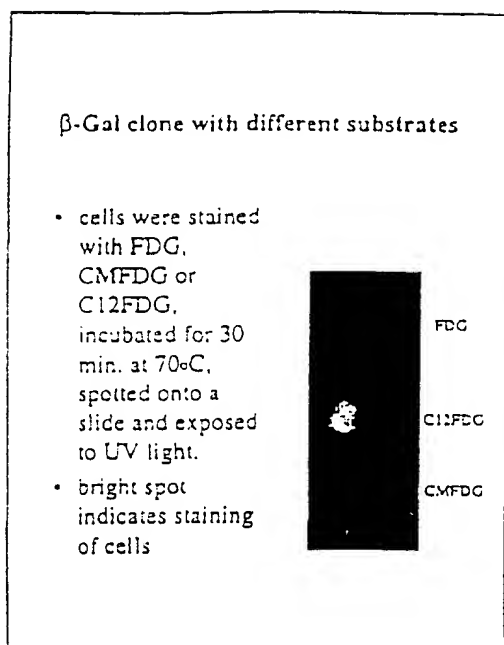 β-Gal clone with different substrates
• cells were stained
with FDG,
CMFDG or
C12FDG,
incubated for 30
min. at 70oC,
spotted onto a
slide and exposed
to UV light.
• bright spot
indicates staining
of cells
FDG
C12FDG
CMFDG